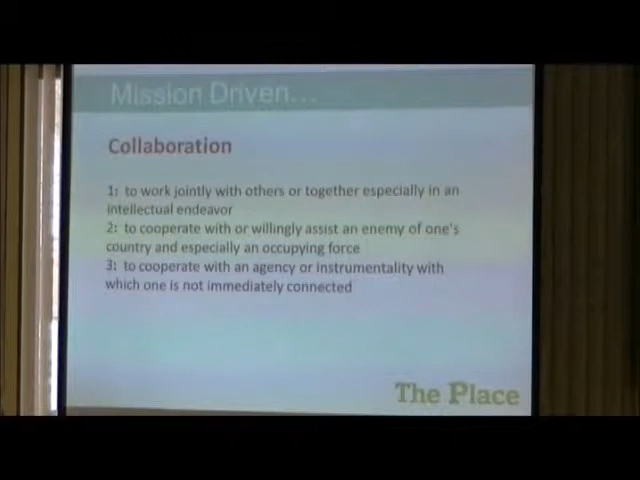 Mission Driven...
Collaboration
1: to work jointly with others or together especially in an
intellectual endeavor
2: to cooperate with or willingly assist an enemy of one's
country and especially an occupying force
3: to cooperate with an agency or instrumentality with
which one is not immediately connected
The Place